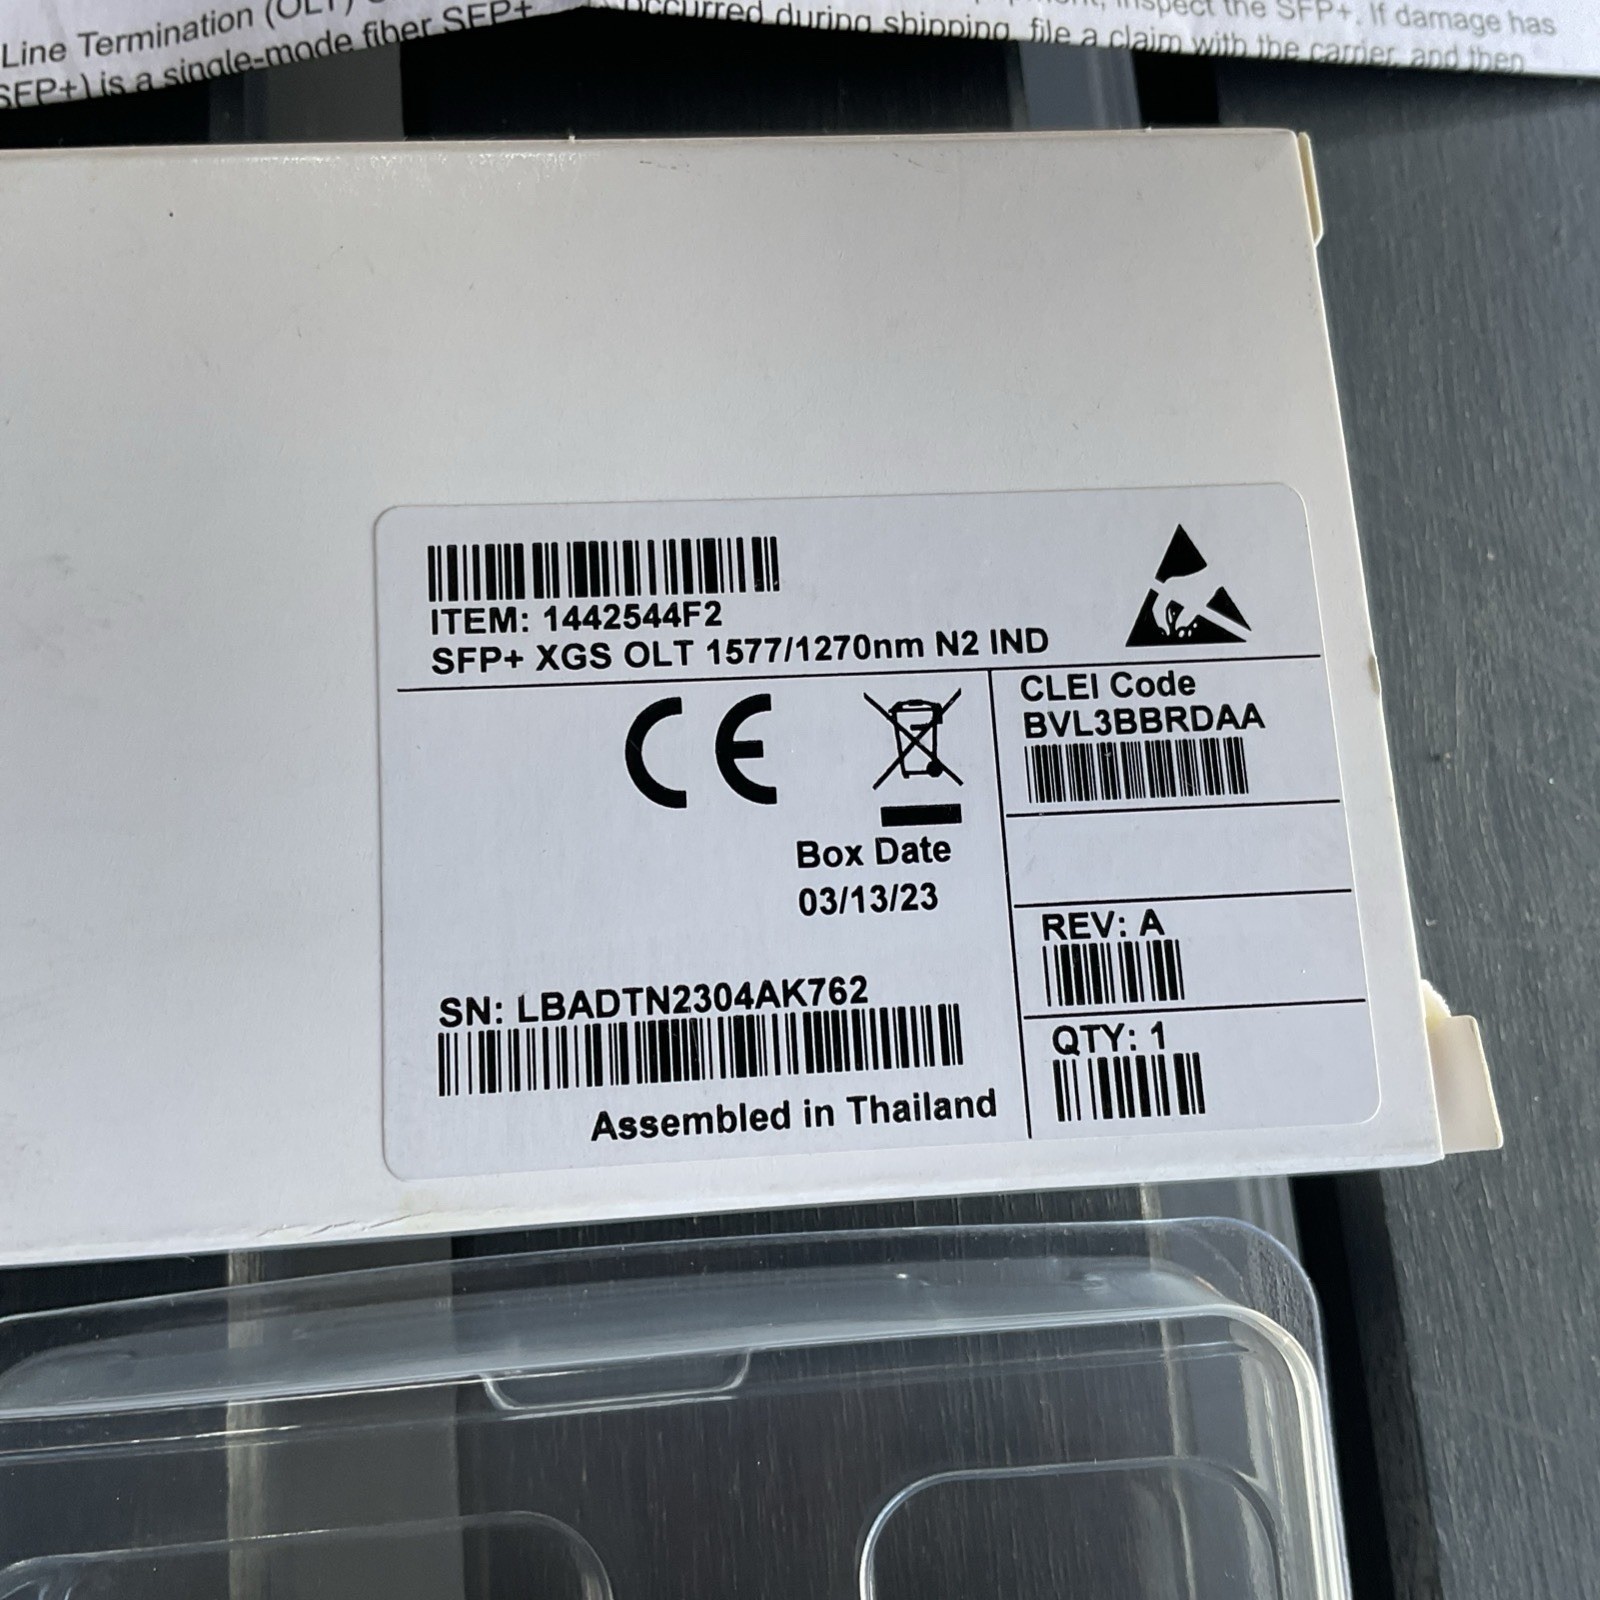 Line Termination (OLT)
SFP+) is a single-mode fiber SFP+
inspect the SFP+. If damage has
occurred during shipping, file a claim with the carrier, and then
ITEM: 1442544F2
SFP+ XGS OLT 1577/1270nm N2 IND
CE
CLEI Code
BVL3BBRDAA
Box Date
03/13/23
REV: A
SN: LBADTN2304AK762
QTY: 1
Assembled in Thailand